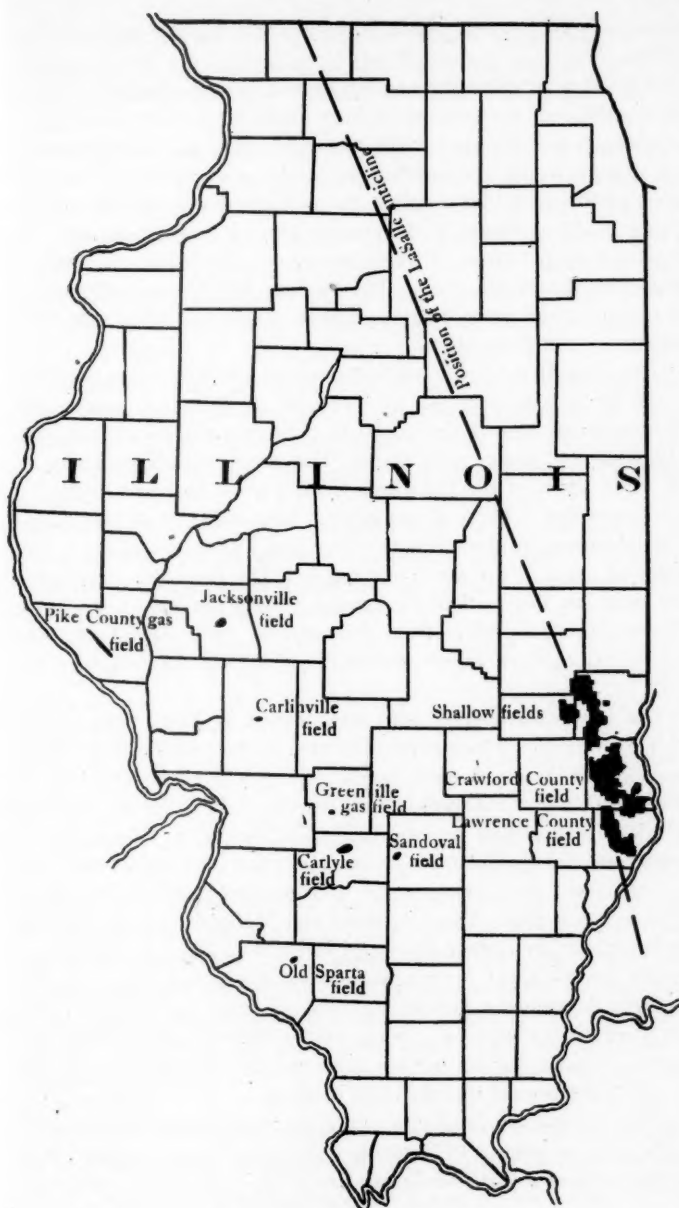 Position of the LaSalle anticline
ILLINOIS
Pike County gas
field
Jacksonville
field
Carlinville
field
Shallow fields
Greenville
gas field
Crawford County
field
Lawrence County
field
Carlyle
field
Sandoval
field
Old Sparta
field